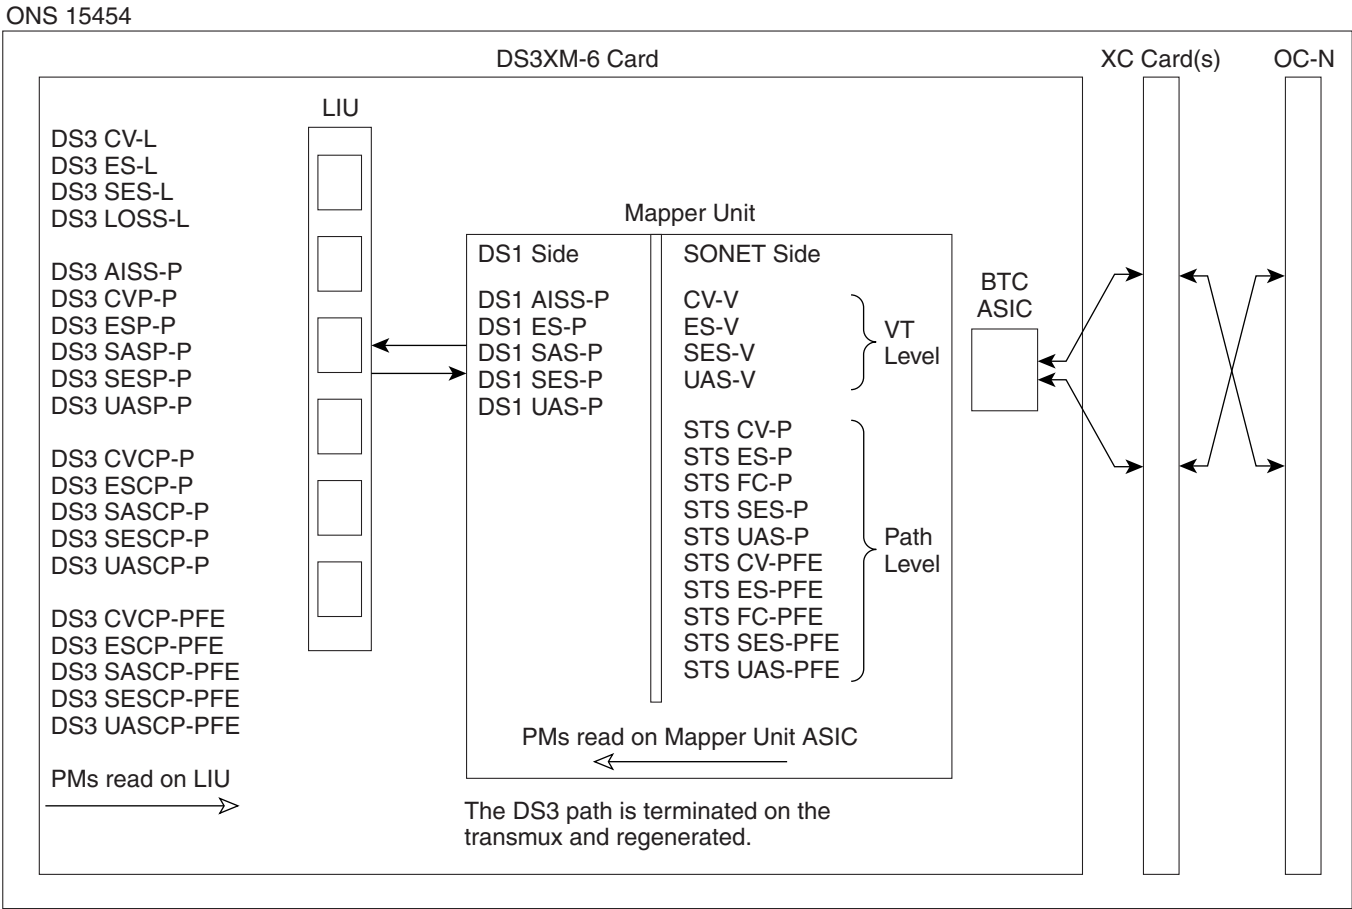 ONS 15454
DS3XM-6 Card
XC Card(s)
OC-N
LIU
DS3 CV-L
DS3 ES-L
DS3 SES-L
DS3 LOSS-L
DS3 AISS-P
DS3 CVP-P
DS3 ESP-P
DS3 SASP-P
DS3 SESP-P
DS3 UASP-P
DS3 CVCP-P
DS3 ESCP-P
DS3 SASCP-P
DS3 SESCP-P
DS3 UASCP-P
DS3 CVCP-PFE
DS3 ESCP-PFE
DS3 SASCP-PFE
DS3 SESCP-PFE
DS3 UASCP-PFE
PMs read on LIU
Mapper Unit
DS1 Side
DS1 AISS-P
DS1 ES-P
DS1 SAS-P
DS1 SES-P
DS1 UAS-P
SONET Side
CV-V
ES-V
SES-V
UAS-V
VT
Level
STS CV-P
STS ES-P
STS FC-P
STS SES-P
STS UAS-P
STS CV-PFE
STS ES-PFE
STS FC-PFE
STS SES-PFE
STS UAS-PFE
Path
Level
PMs read on Mapper Unit ASIC
The DS3 path is terminated on the
transmux and regenerated.
BTC
ASIC